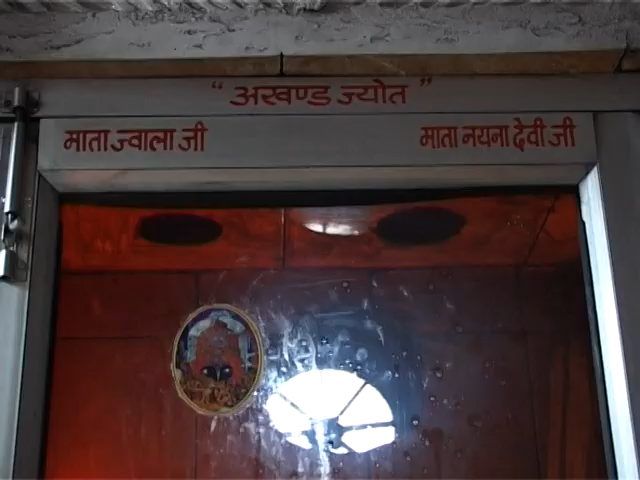 “ अखण्ड ज्योत ”
माता ज्वाला जी माता नयना देवी जी